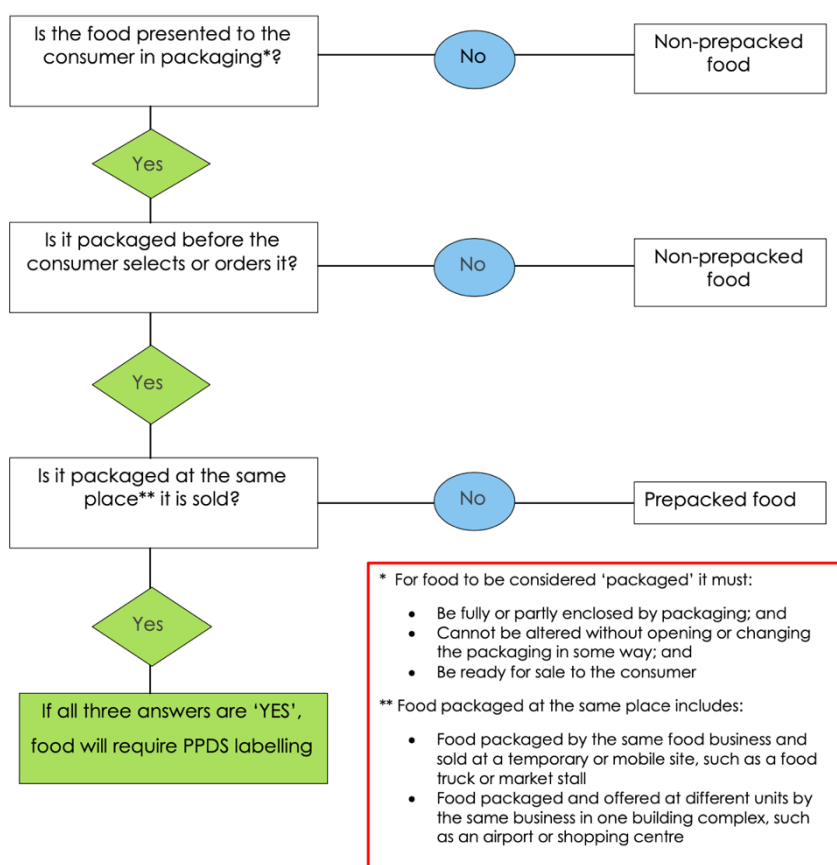 Is the food presented to the
consumer in packaging*?
No
Non-prepacked
food
Yes
Is it packaged before the
consumer selects or orders it?
No
Non-prepacked
food
Yes
Is it packaged at the same
place** it is sold?
No
Prepacked food
Yes
If all three answers are ‘YES’,
food will require PPDS labelling
* For food to be considered ‘packaged’ it must:
• Be fully or partly enclosed by packaging; and
• Cannot be altered without opening or changing
the packaging in some way; and
• Be ready for sale to the consumer
** Food packaged at the same place includes:
• Food packaged by the same food business and
sold at a temporary or mobile site, such as a food
truck or market stall
• Food packaged and offered at different units by
the same business in one building complex, such
as an airport or shopping centre